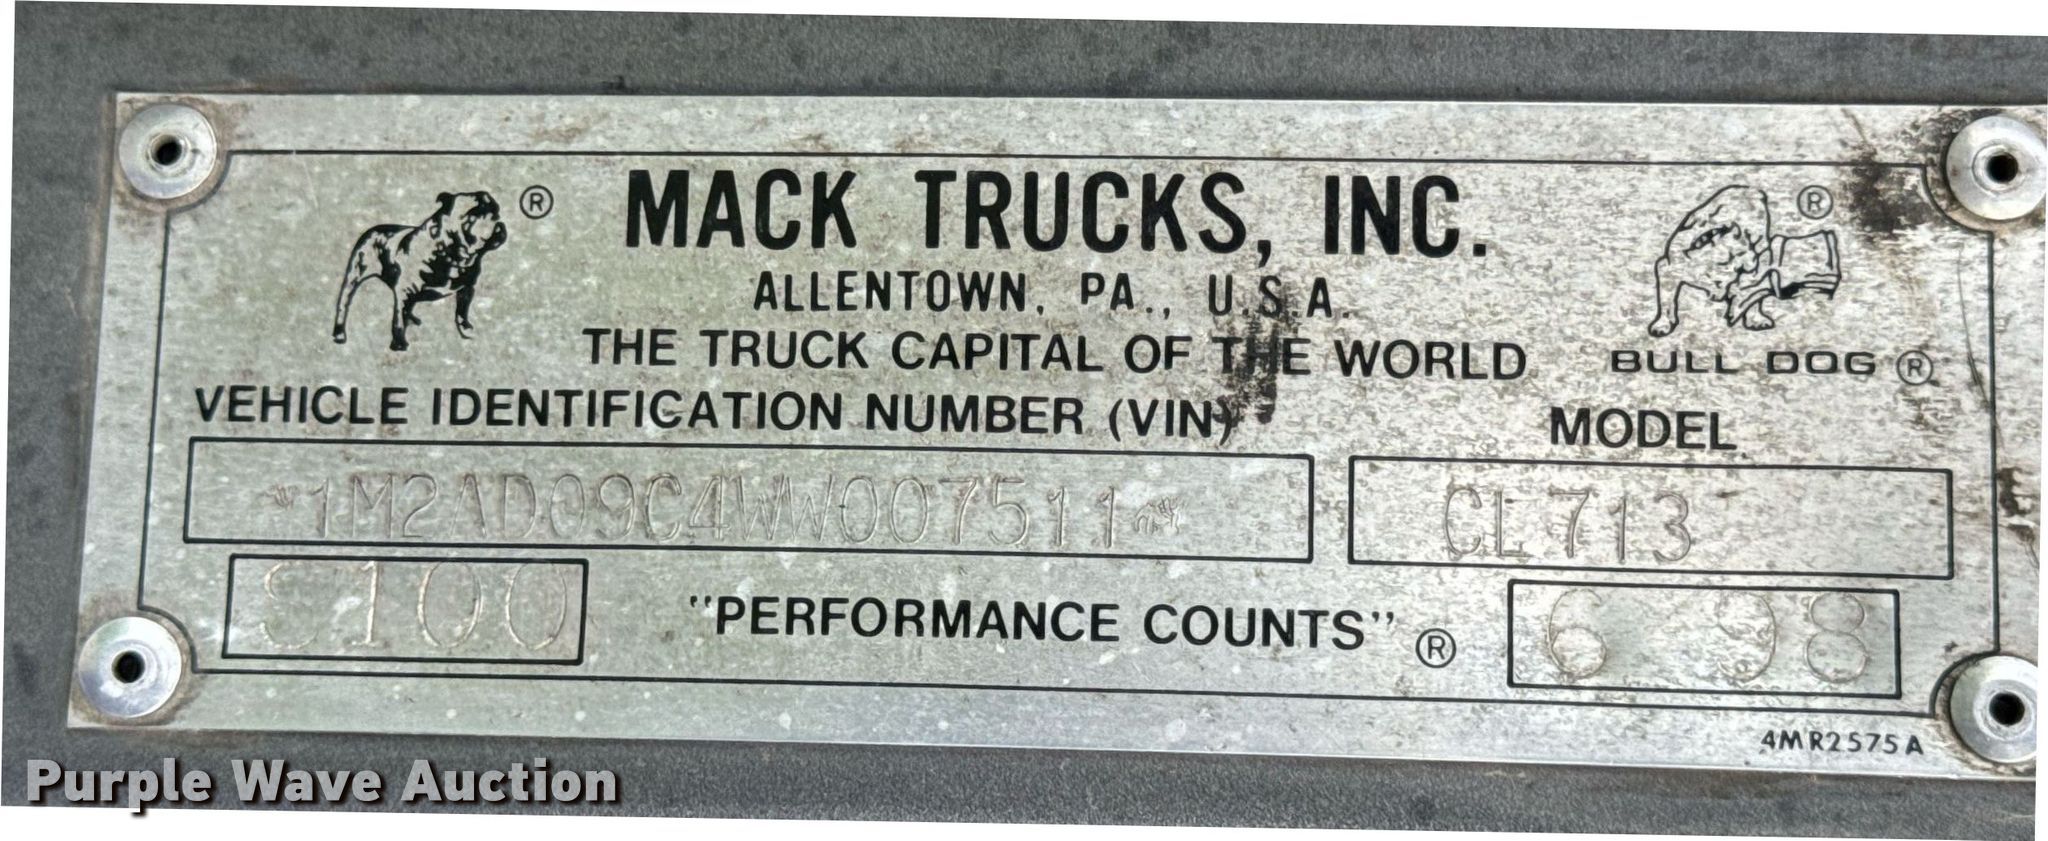 MACK TRUCKS, INC.
ALLENTOWN, PA., U.S.A.
THE TRUCK CAPITAL OF THE WORLD
BULL DOG ®
VEHICLE IDENTIFICATION NUMBER (VIN)
MODEL
1M2AD09C4WW007511
CL713
C100
"PERFORMANCE COUNTS" ®
6 98
4MR2575A
Purple Wave Auction